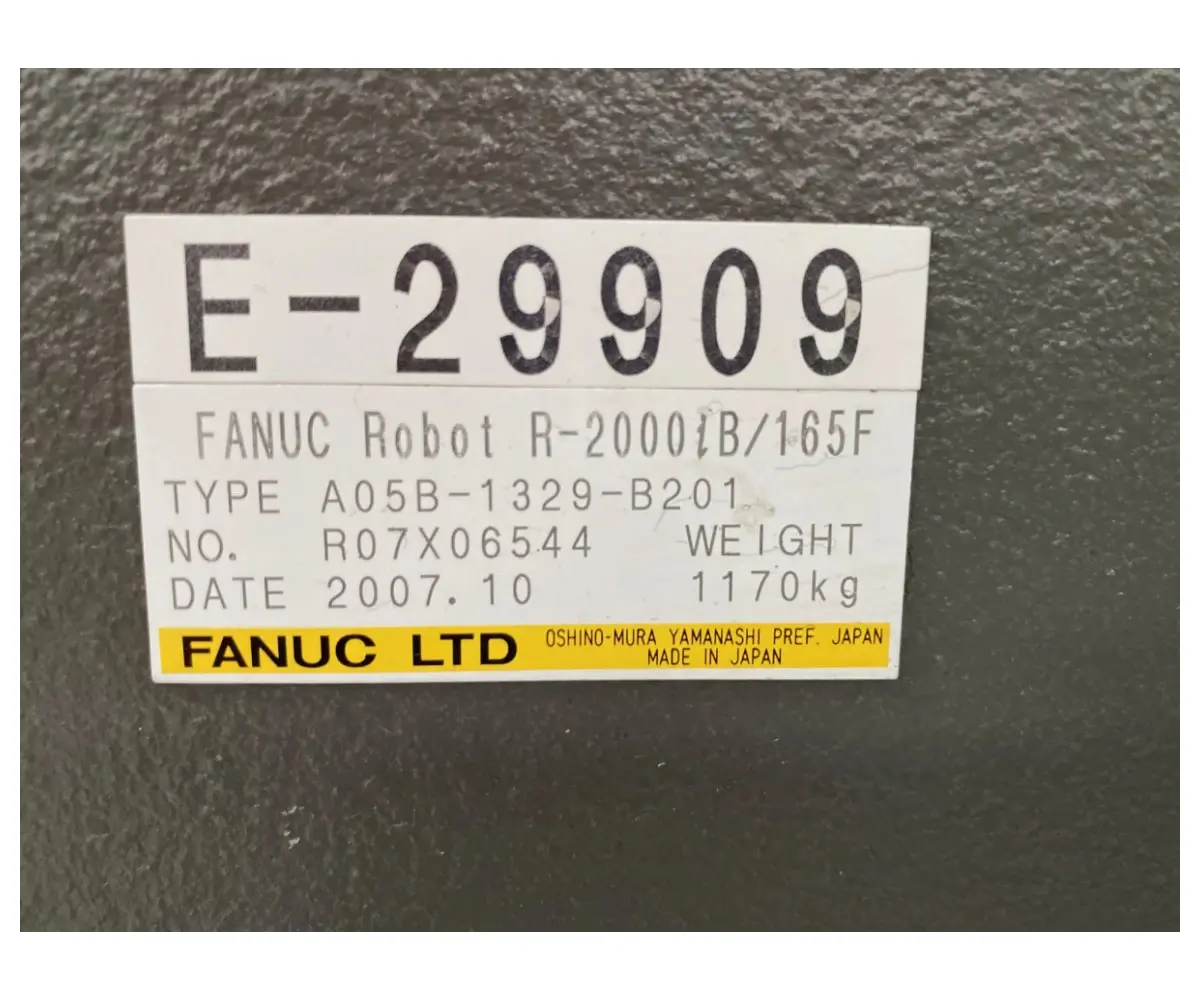 E-29909
FANUC Robot R-2000iB/165F
TYPE A05B-1329-B201
NO. R07X06544 WEIGHT
DATE 2007.10 1170kg
FANUC LTD OSHINO-MURA YAMANASHI PREF. JAPAN
MADE IN JAPAN